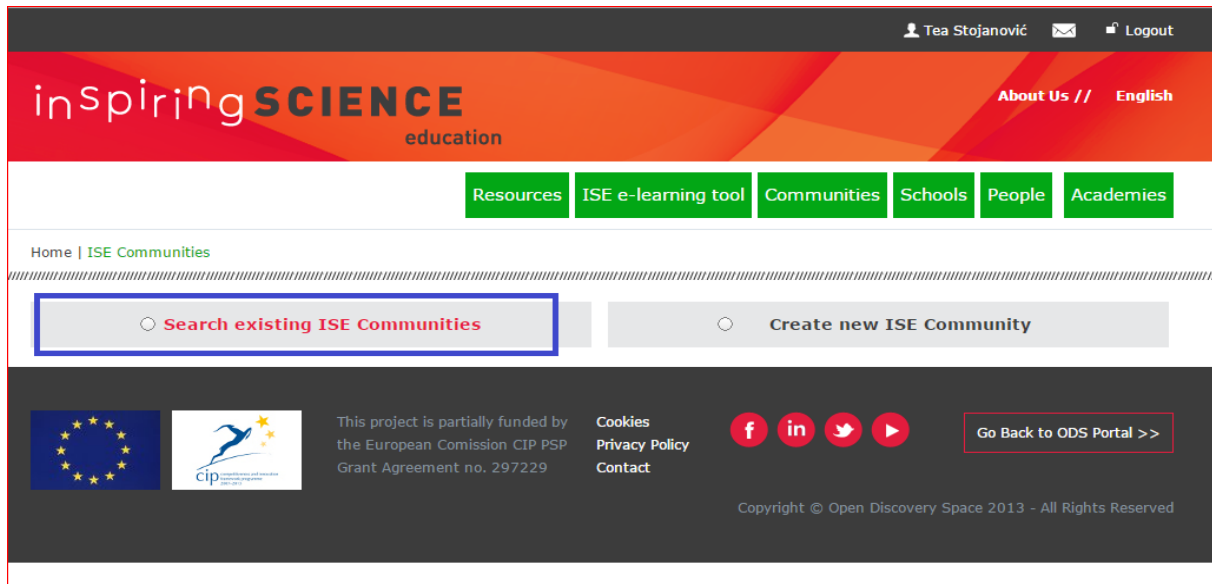 Tea Stojanović Logout
inspiring SCIENCE
education
About Us // English
Resources ISE e-learning tool Communities Schools People Academies
Home | ISE Communities
Search existing ISE Communities
Create new ISE Community
cip
This project is partially funded by
the European Comission CIP PSP
Grant Agreement no. 297229
Cookies
Privacy Policy
Contact
f in
Go Back to ODS Portal >>
Copyright © Open Discovery Space 2013 - All Rights Reserved